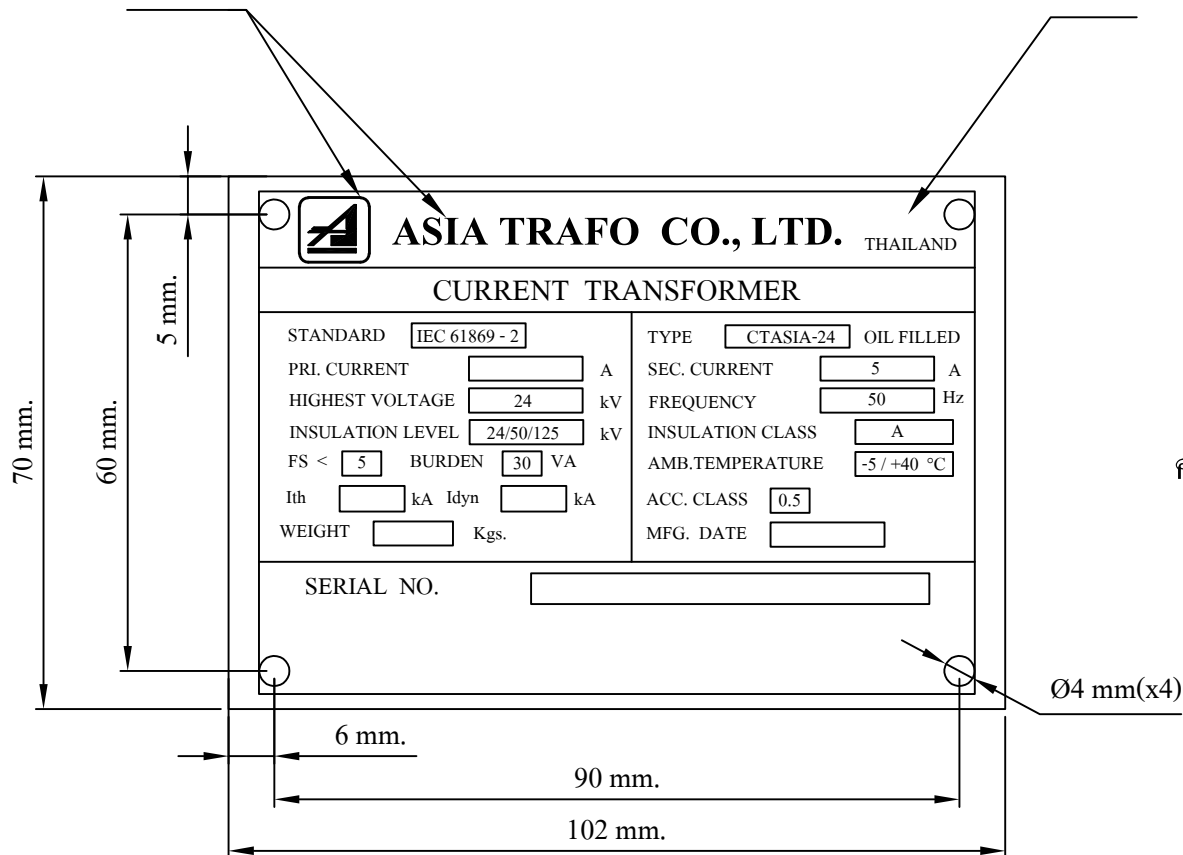 ASIA TRAFO CO., LTD. THAILAND
CURRENT TRANSFORMER
STANDARD IEC 61869 - 2
PRI. CURRENT A
HIGHEST VOLTAGE 24 kV
INSULATION LEVEL 24/50/125 kV
FS < 5 BURDEN 30 VA
Ith kA Idyn kA
WEIGHT Kgs.
TYPE CTASIA-24 OIL FILLED
SEC. CURRENT 5 A
FREQUENCY 50 Hz
INSULATION CLASS A
AMB.TEMPERATURE -5 / +40 °C
ACC. CLASS 0.5
MFG. DATE
SERIAL NO.
5 mm.
60 mm.
70 mm.
Ø4 mm(x4)
6 mm.
90 mm.
102 mm.